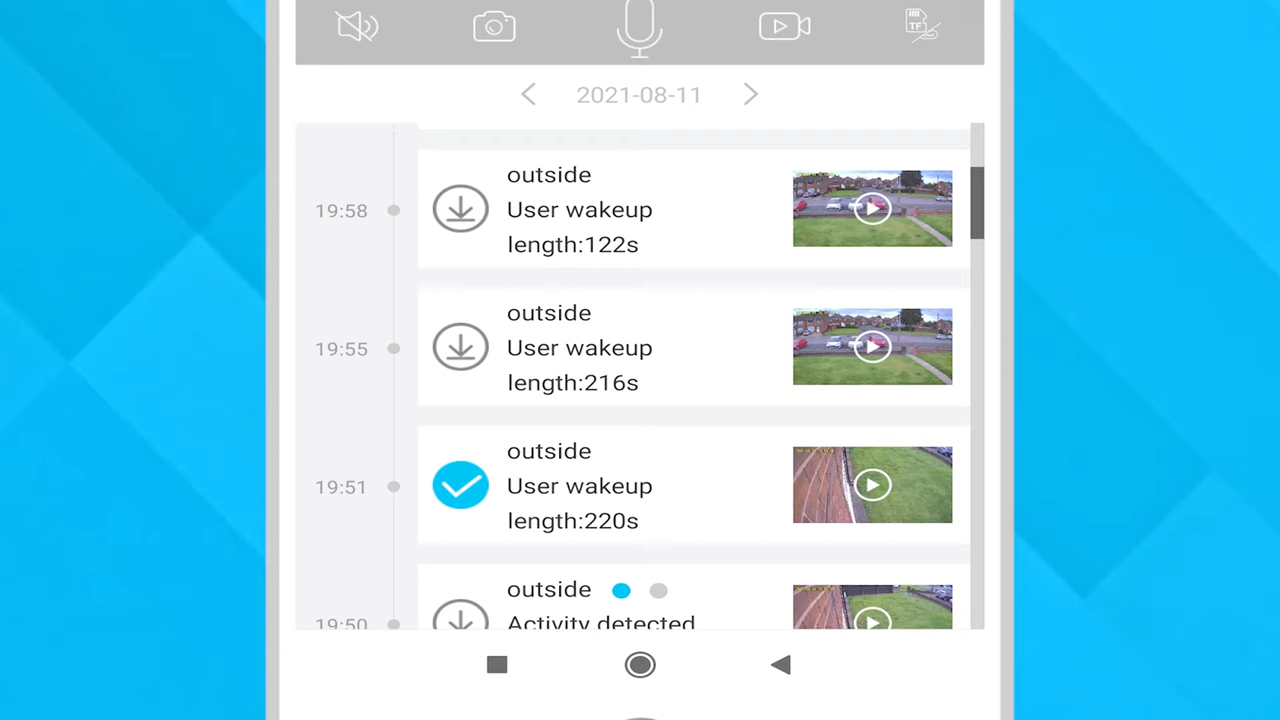 TF
2021-08-11
19:58
outside
User wakeup
length:122s
19:55
outside
User wakeup
length:216s
19:51
outside
User wakeup
length:220s
19:50
outside
Activity detected